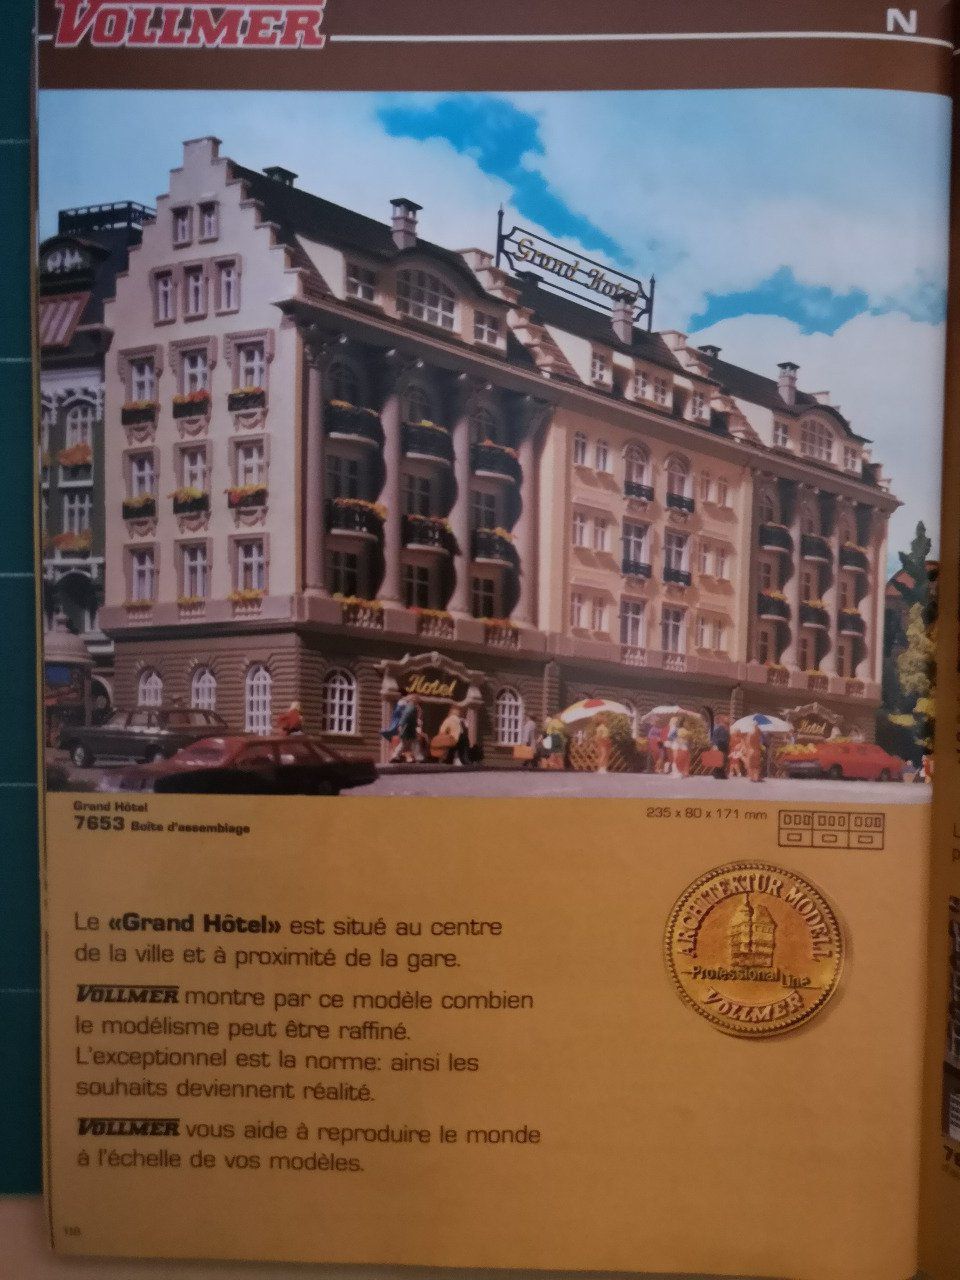 VOLLMER
N
Grand Hotel
Hotel
Hotel
Grand Hôtel
7653 Boîte d'assemblage
235 x 80 x 171 mm
Le «Grand Hôtel» est situé au centre
de la ville et à proximité de la gare.
VOLLMER montre par ce modèle combien
le modélisme peut être raffiné.
L'exceptionnel est la norme: ainsi les
souhaits deviennent réalité.
VOLLMER vous aide à reproduire le monde
à l'échelle de vos modèles.
ARCHITEKTUR MODELL
Professional Line
VOLLMER